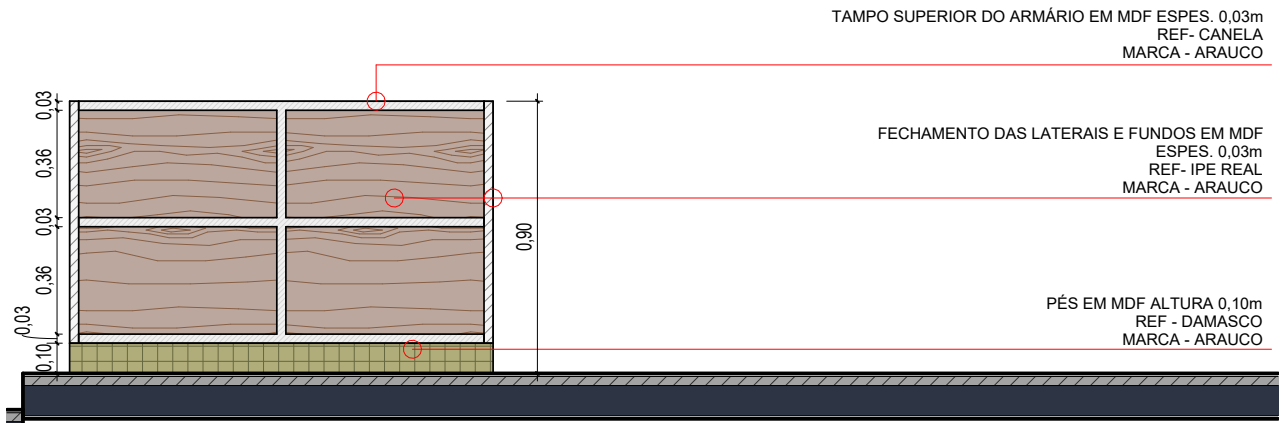 TAMPO SUPERIOR DO ARMÁRIO EM MDF ESPES. 0,03m
REF- CANELA
MARCA - ARAUCO
FECHAMENTO DAS LATERAIS E FUNDOS EM MDF
ESPES. 0,03m
REF- IPE REAL
MARCA - ARAUCO
PÉS EM MDF ALTURA 0,10m
REF - DAMASCO
MARCA - ARAUCO
0,03
0,36
0,03
0,36
0,03
0,10
0,90